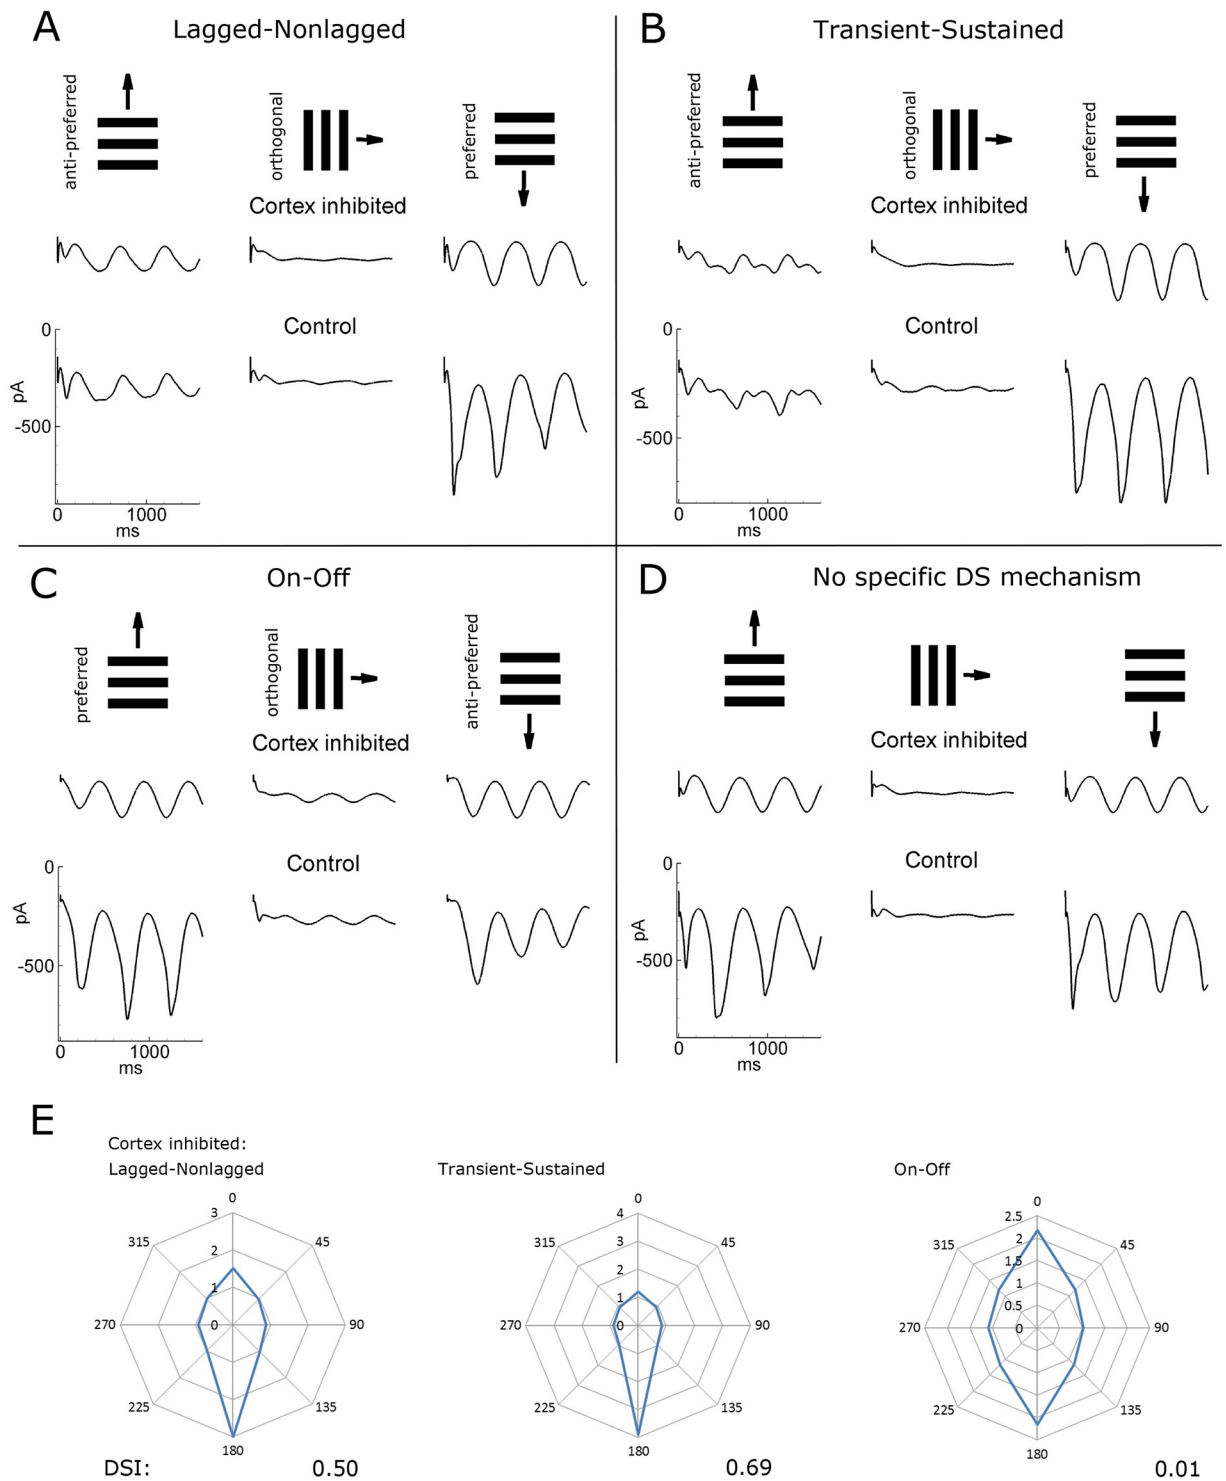 A
Lagged-Nonlagged
anti-preferred
orthogonal
preferred
Cortex inhibited
Control
0
-500
pA
0
1000
ms
B
Transient-Sustained
anti-preferred
orthogonal
preferred
Cortex inhibited
Control
0
-500
pA
0
1000
ms
C
On-Off
preferred
orthogonal
anti-preferred
Cortex inhibited
Control
0
-500
pA
0
1000
ms
D
No specific DS mechanism
Cortex inhibited
Control
0
-500
pA
0
1000
ms
E
Cortex inhibited:
Lagged-Nonlagged
0
45
90
135
180
225
270
315
3
2
1
0
Transient-Sustained
0
45
90
135
180
225
270
315
4
3
2
1
0
On-Off
0
45
90
135
180
225
270
315
2.5
2
1.5
1
0.5
0
DSI:
0.50
0.69
0.01